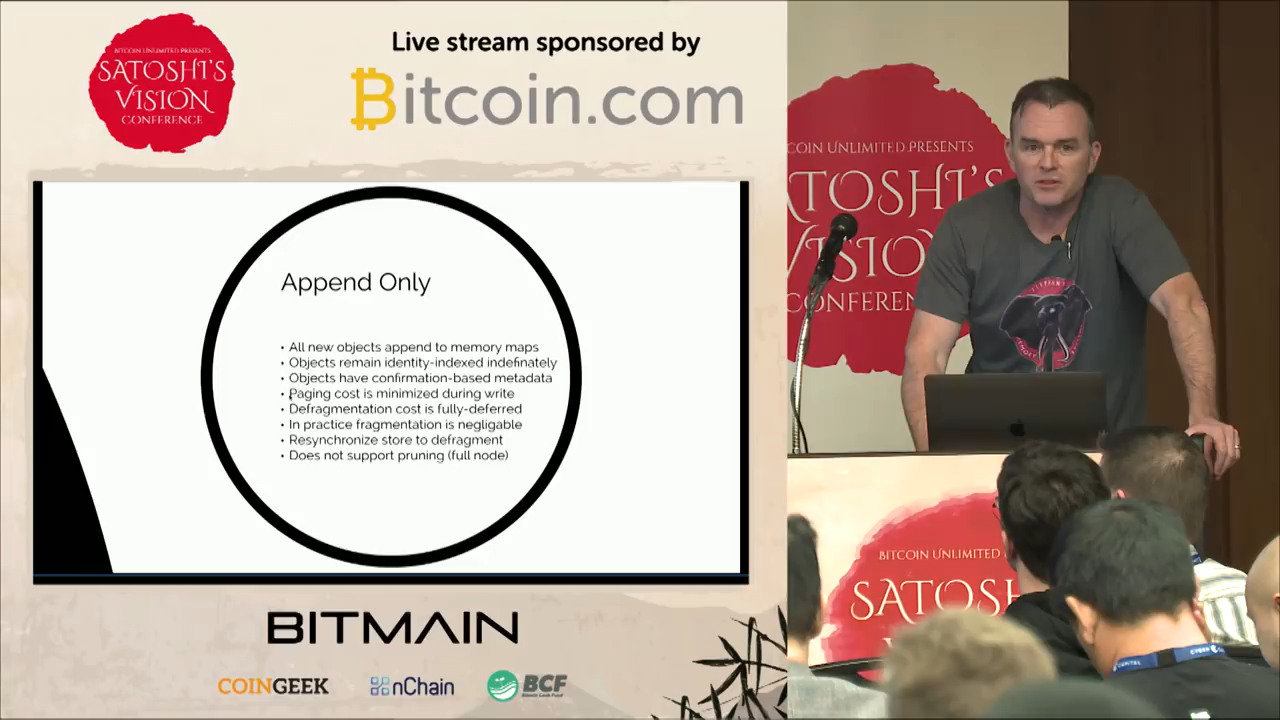 BITCOIN UNLIMITED PRESENTS
SATOSHI'S
VISION
CONFERENCE
Live stream sponsored by
Bitcoin.com
Append Only
• All new objects append to memory maps
• Objects remain identity-indexed indefinately
• Objects have confirmation-based metadata
• Paging cost is minimized during write
• Defragmentation cost is fully-deferred
• In practice fragmentation is negligable
• Resynchronize store to defragment
• Does not support pruning (full node)
BITMAIN
COINGEEK
nChain
BCF
COIN UNLIMITED PRESENTS
ATOSHI'S
VISIO
CONFEREN
BITCOIN UNLIMITED
SATOSH